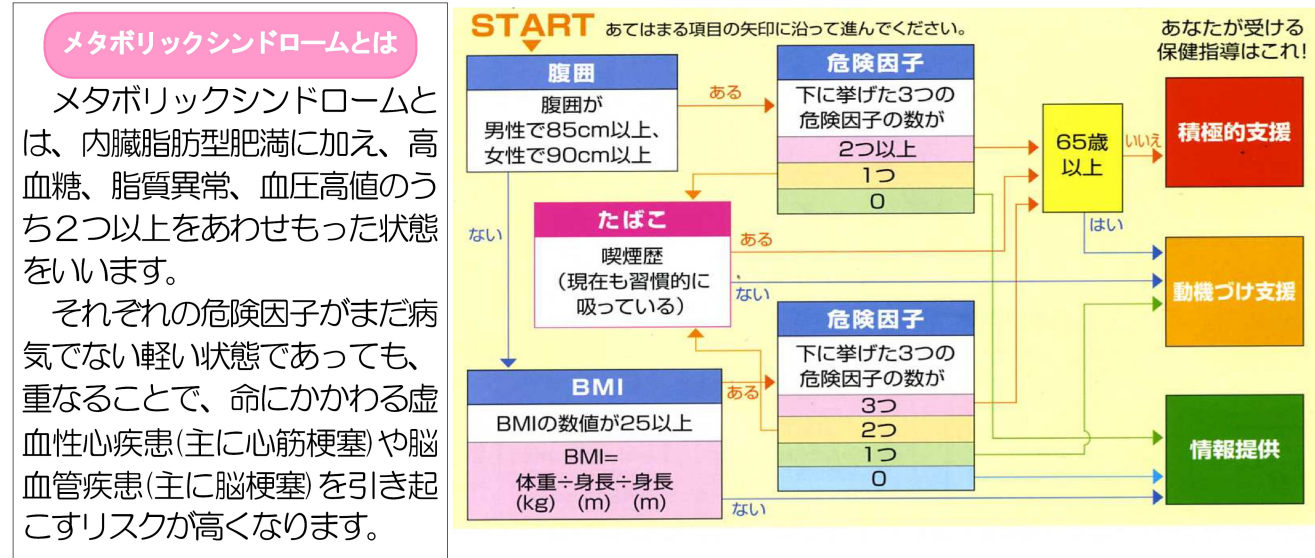 メタボリックシンドロームとは
メタボリックシンドロームと
は、内臓脂肪型肥満に加え、高
血糖、脂質異常、血圧高値のう
ち2つ以上をあわせもった状態
をいいます。
それぞれの危険因子がまだ病
気でない軽い状態であっても、
重なることで、命にかかわる虚
血性心疾患(主に心筋梗塞)や脳
血管疾患(主に脳梗塞)を引き起
こすリスクが高くなります。
START あてはまる項目の矢印に沿って進んでください。
あなたが受ける
保健指導はこれ!
腹囲
腹囲が
男性で85cm以上、
女性で90cm以上
ある
ない
危険因子
下に挙げた3つの
危険因子の数が
2つ以上
1つ
0
65歳
以上
いいえ
はい
積極的支援
たばこ
喫煙歴
(現在も習慣的に
吸っている)
ある
ない
動機づけ支援
BMI
BMIの数値が25以上
BMI=
体重÷身長÷身長
(kg) (m) (m)
ある
ない
危険因子
下に挙げた3つの
危険因子の数が
3つ
2つ
1つ
0
情報提供